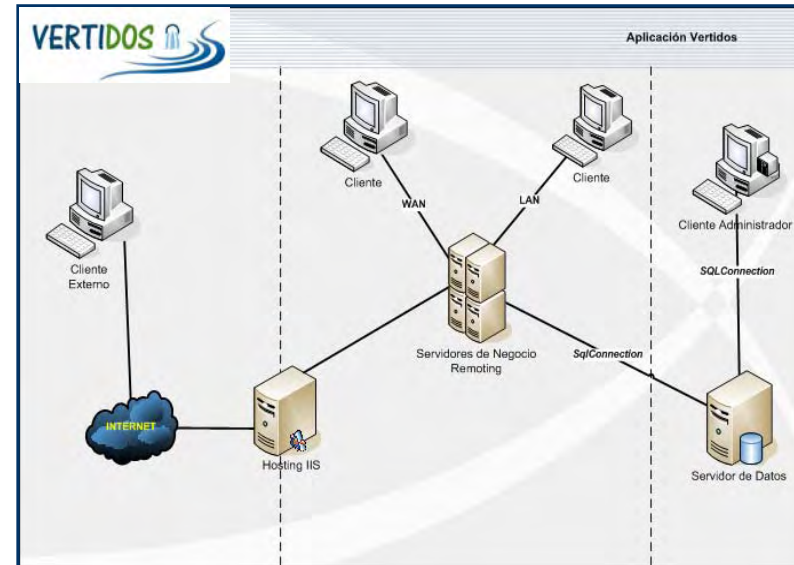 VERTIDOS
Aplicación Vertidos
Cliente
Cliente
WAN
LAN
Cliente Administrador
SQLConnection
Cliente
Externo
Servidores de Negocio
Remoting
SqlConnection
INTERNET
Hosting IIS
Servidor de Datos